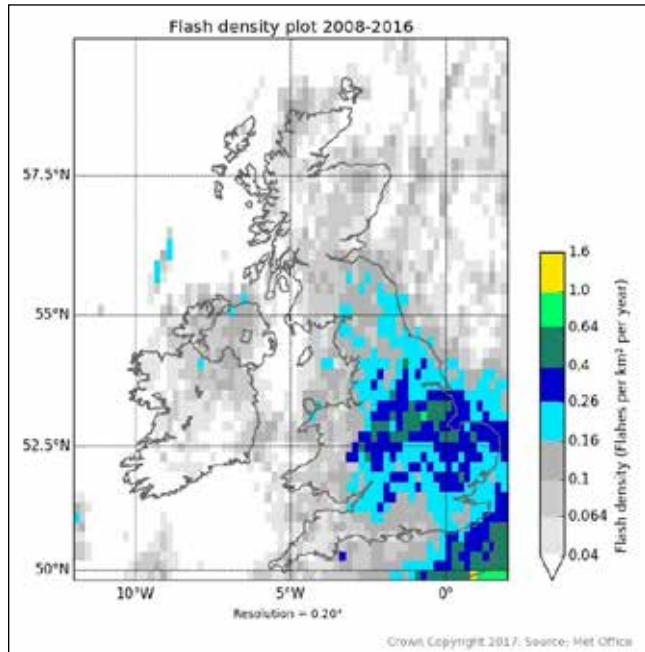 Flash density plot 2008-2016
57.5°N
55°N
52.5°N
50°N
10°W
5°W
0°
Resolution = 0.20°
1.6
1.0
0.64
0.4
0.26
0.16
0.1
0.064
0.04
Flash density (Flahes per km² per year)
Crown Copyright 2017. Source: Met Office